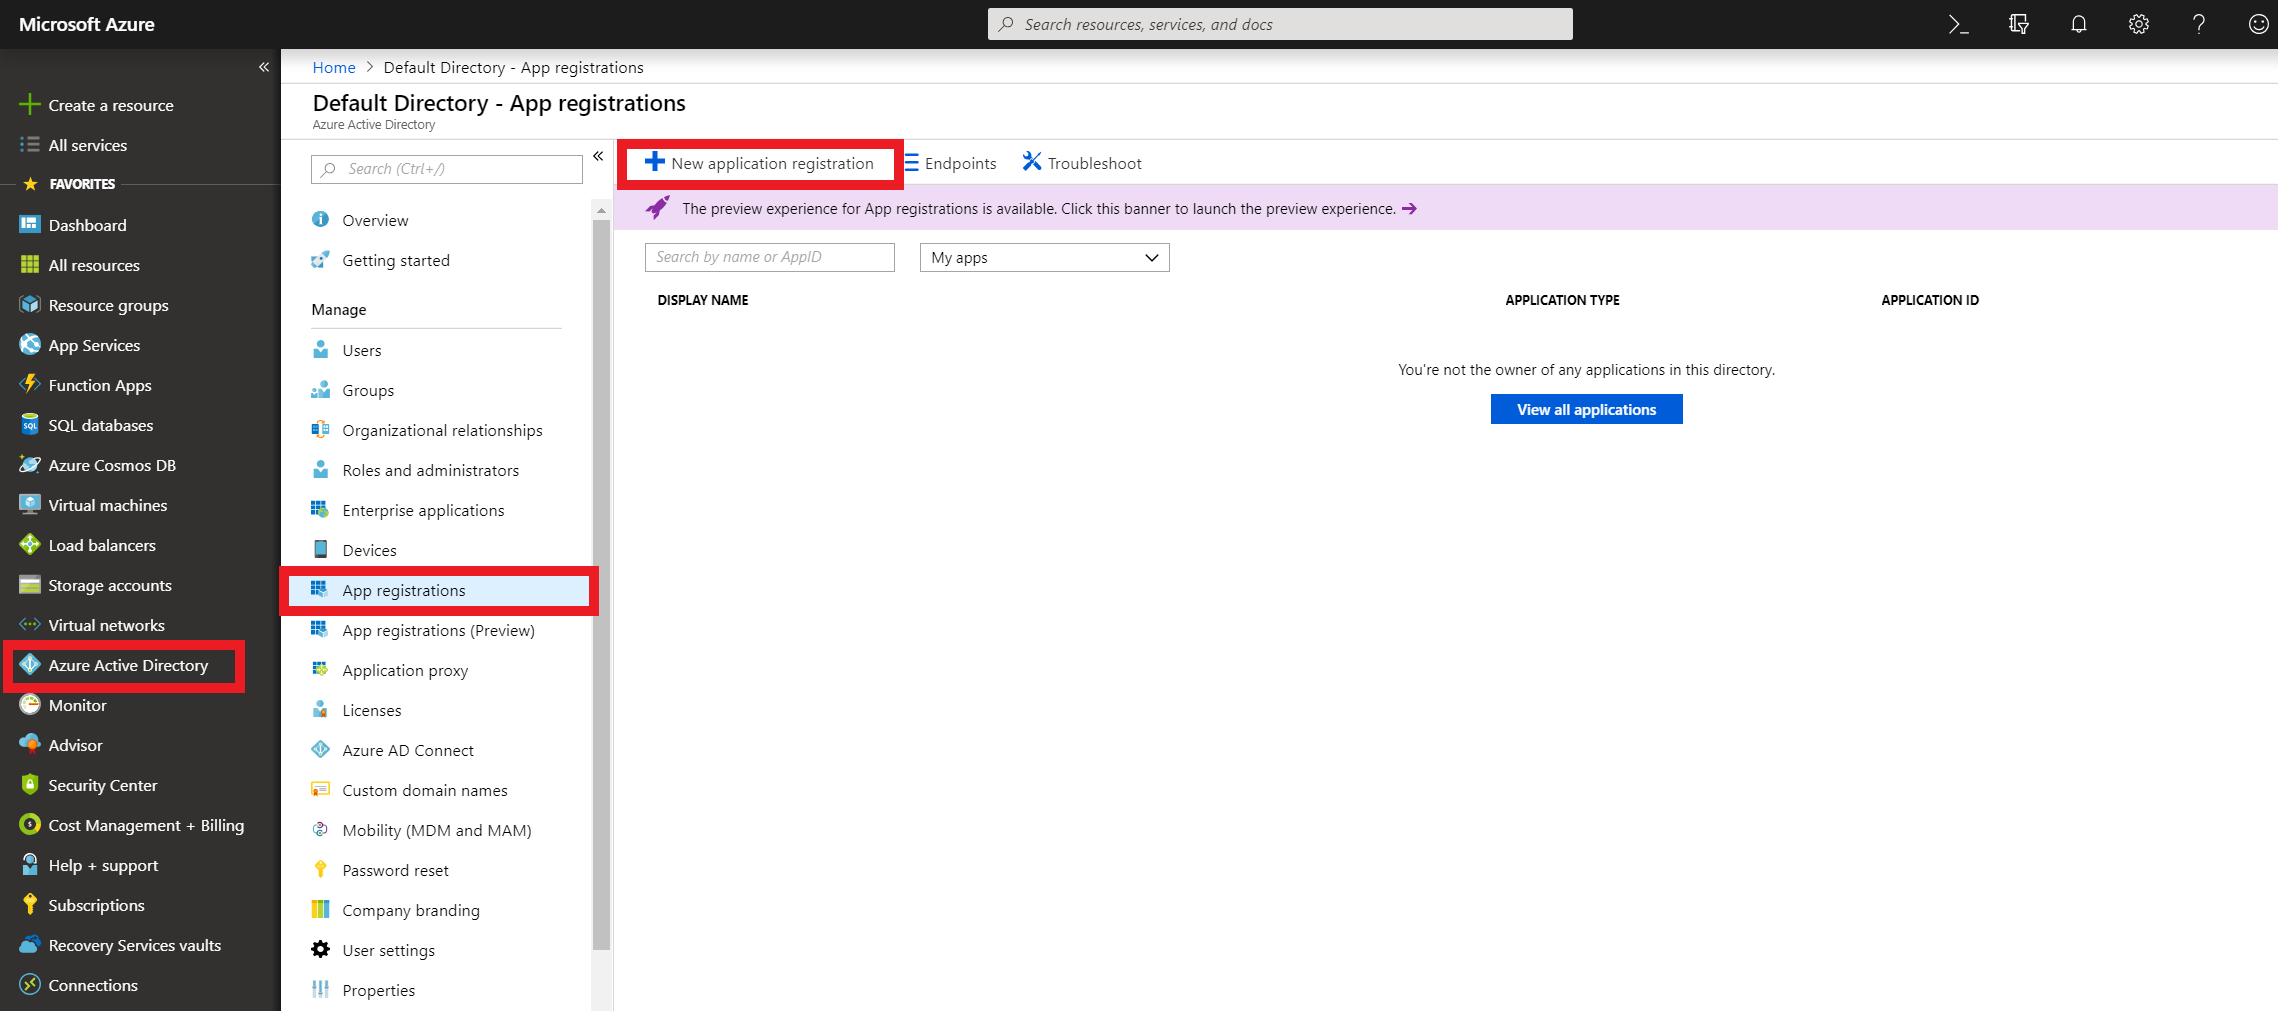 Microsoft Azure
Search resources, services, and docs
Create a resource
All services
FAVORITES
Dashboard
All resources
Resource groups
App Services
Function Apps
SQL databases
Azure Cosmos DB
Virtual machines
Load balancers
Storage accounts
Virtual networks
Azure Active Directory
Monitor
Advisor
Security Center
Cost Management + Billing
Help + support
Subscriptions
Recovery Services vaults
Connections
Home > Default Directory - App registrations
Default Directory - App registrations
Azure Active Directory
Search (Ctrl+/)
Overview
Getting started
Manage
Users
Groups
Organizational relationships
Roles and administrators
Enterprise applications
Devices
App registrations
App registrations (Preview)
Application proxy
Licenses
Azure AD Connect
Custom domain names
Mobility (MDM and MAM)
Password reset
Company branding
User settings
Properties
New application registration Endpoints Troubleshoot
The preview experience for App registrations is available. Click this banner to launch the preview experience. →
Search by name or AppID My apps
DISPLAY NAME APPLICATION TYPE APPLICATION ID
You're not the owner of any applications in this directory.
View all applications